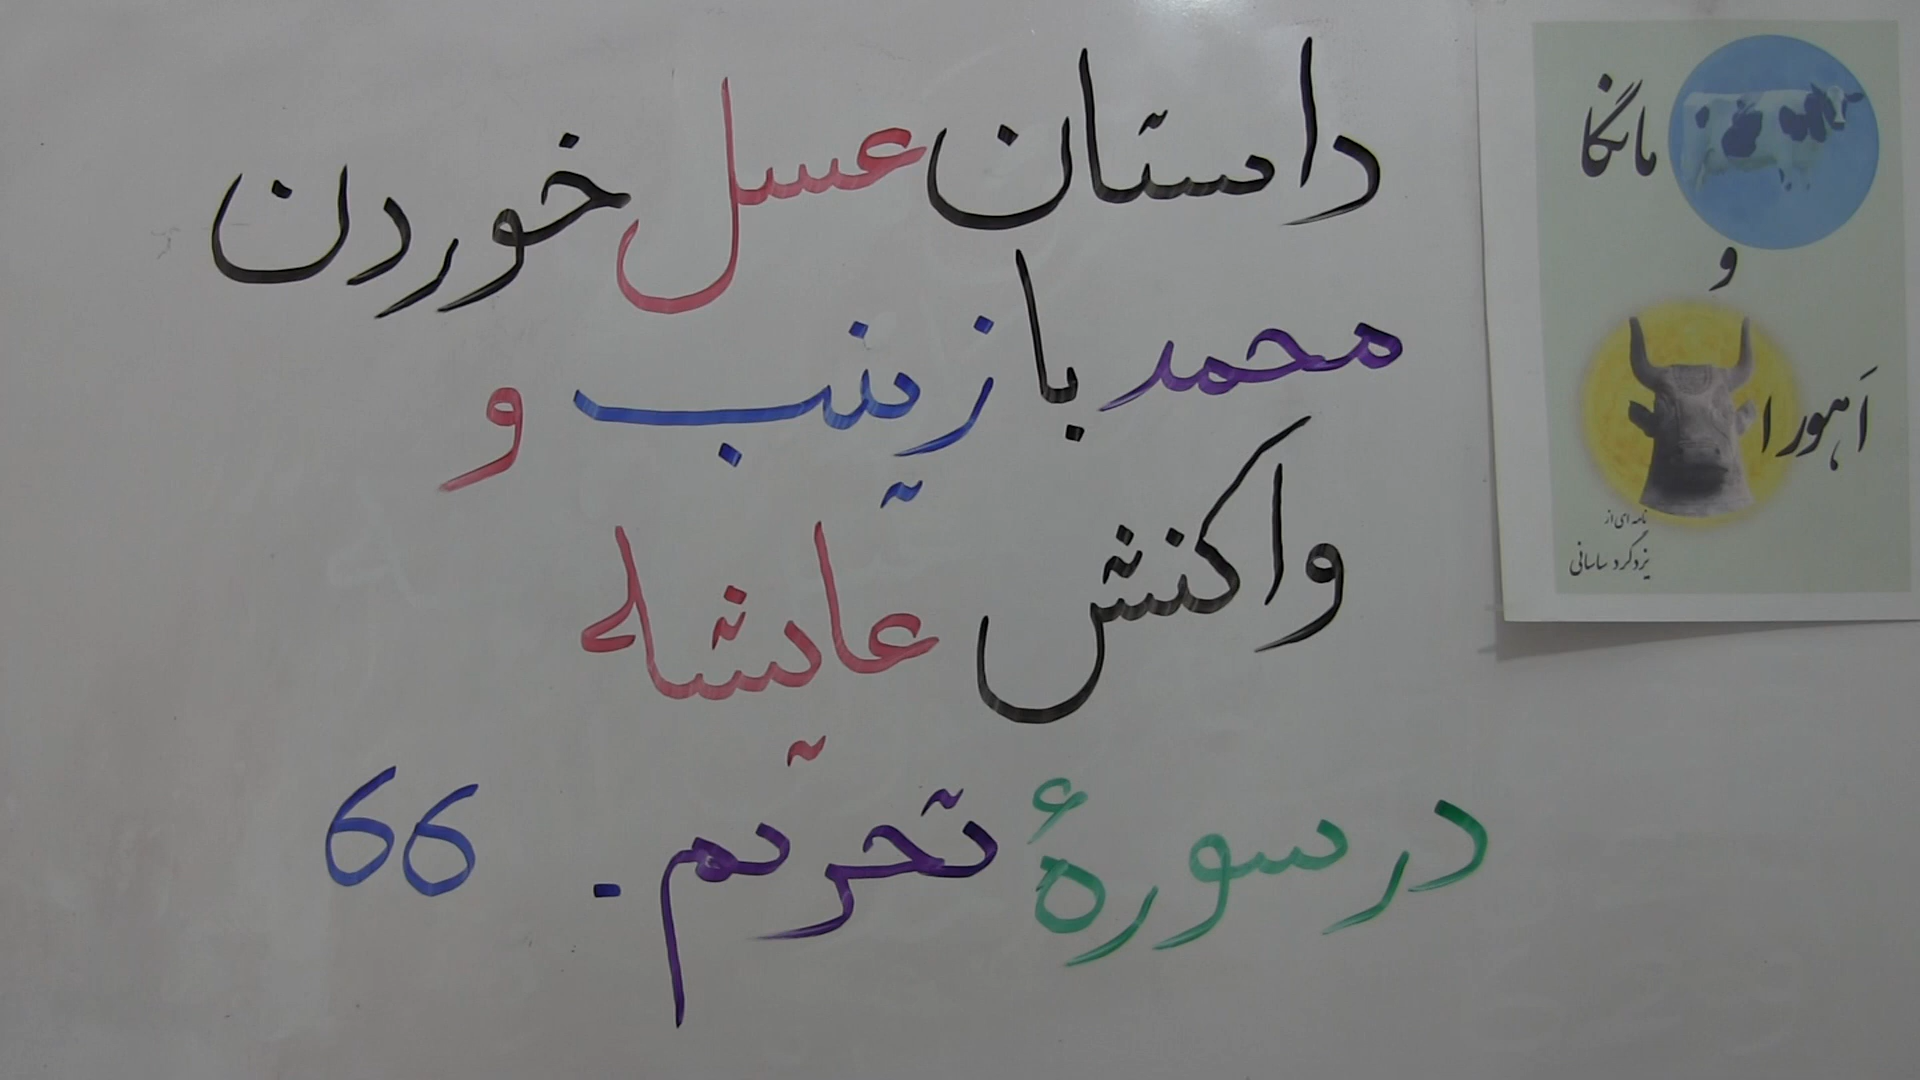 داستان عسل خوردن
محمد با زینب و
واکنش عایشه
در سورهٔ تحریم. 66
مانگا
و
اَهورا
نامه ای از
یزدگرد ساسانی